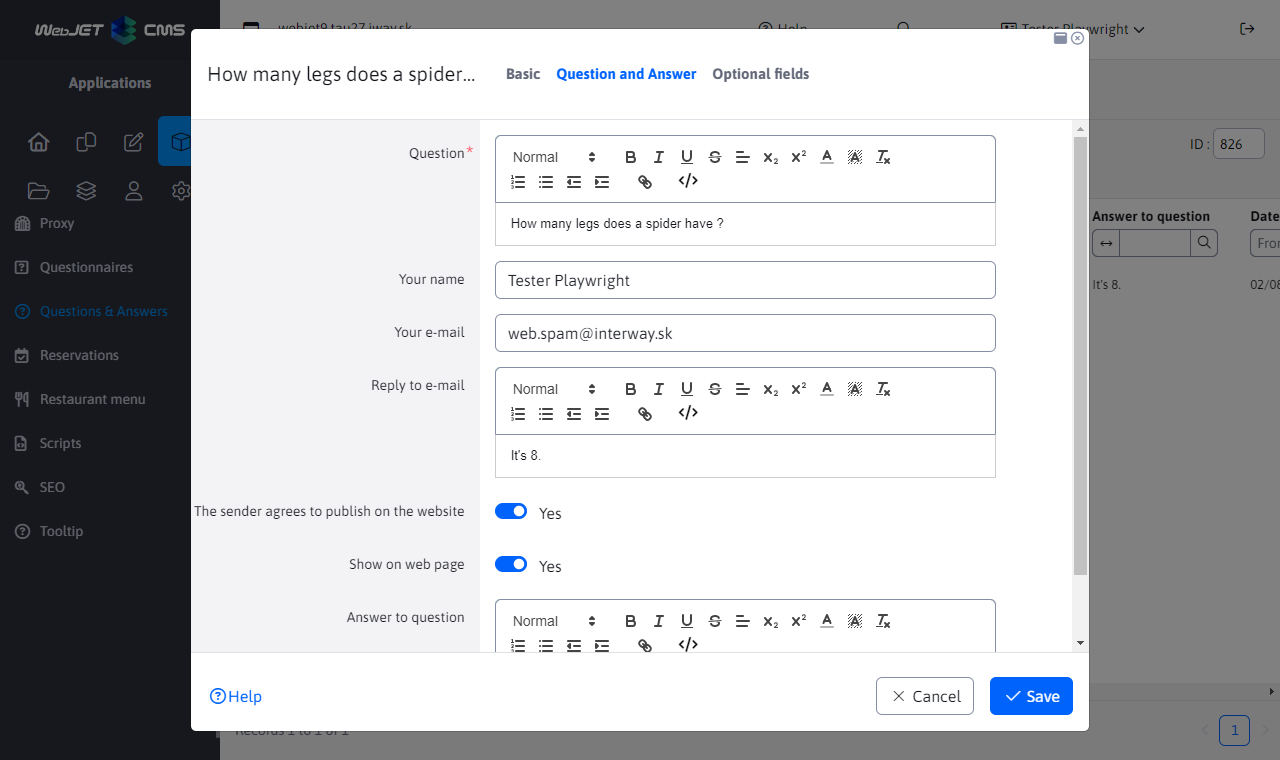 WebJET CMS
webjet9.tau27.iway.sk
Help
Tester Playwright
Applications
Proxy
Questionnaires
Questions & Answers
Reservations
Restaurant menu
Scripts
SEO
Tooltip
How many legs does a spider...
Basic
Question and Answer
Optional fields
Question*
Normal
How many legs does a spider have ?
Your name
Tester Playwright
Your e-mail
web.spam@interway.sk
Reply to e-mail
Normal
It's 8.
The sender agrees to publish on the website
Yes
Show on web page
Yes
Answer to question
Normal
Help
Cancel
Save
ID :
826
Answer to question
Date
From
It's 8.
02/08
Records 1 to 1 of 1
1